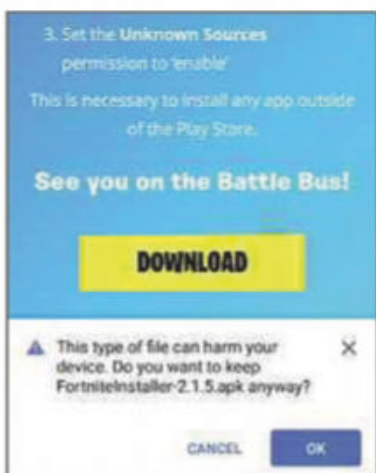 3. Set the Unknown Sources
permission to 'enable'
This is necessary to install any app outside
of the Play Store.
See you on the Battle Bus!
DOWNLOAD
This type of file can harm your
device. Do you want to keep
FortniteInstaller-2.1.5.apk anyway?
CANCEL
OK